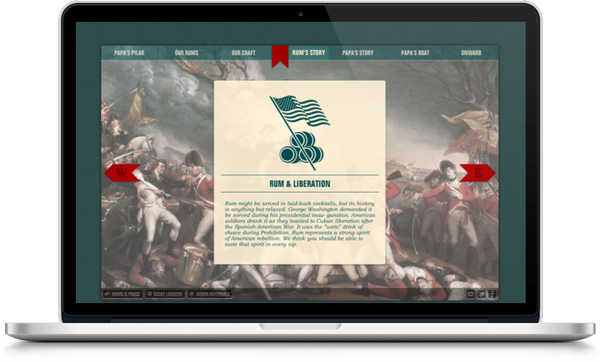 PAPA'S PILAR OUR RUMS OUR CRAFT RUM'S STORY PAPA'S STORY PAPA'S BOAT ONWARD
W
E
RUM & LIBERATION
Rum might be served in laid-back cocktails, but its history
is anything but relaxed. George Washington demanded it
be served during his presidential inau- guration. American
soldiers drank it as they toasted to Cuban liberation after
the Spanish-American War. It was the "wets" drink of
choice during Prohibition. Rum represents a strong spirit
of American rebellion. We think you should be able to
taste that spirit in every sip.